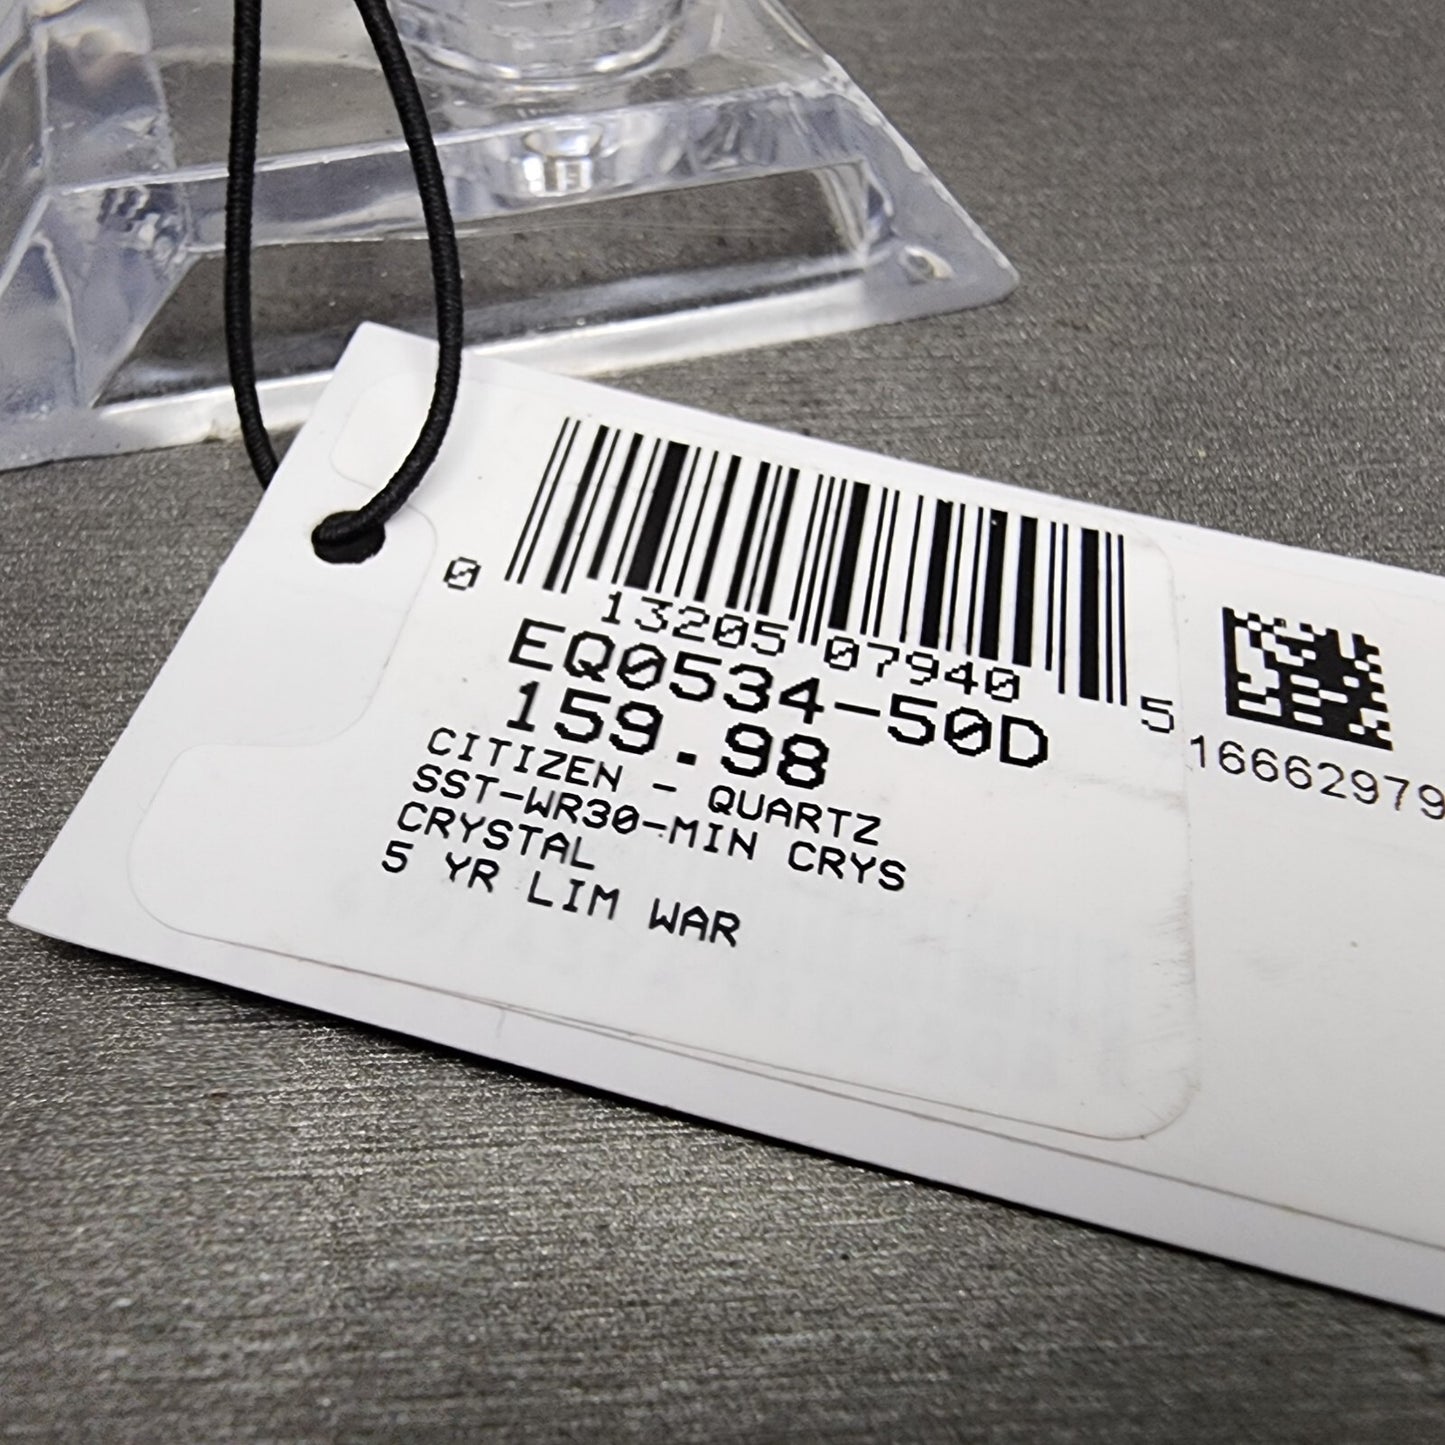 0 13205 07940 5
EQ0534-50D
159.98
CITIZEN - QUARTZ
SST-WR30-MIN CRYS
CRYSTAL
5 YR LIM WAR
16662979